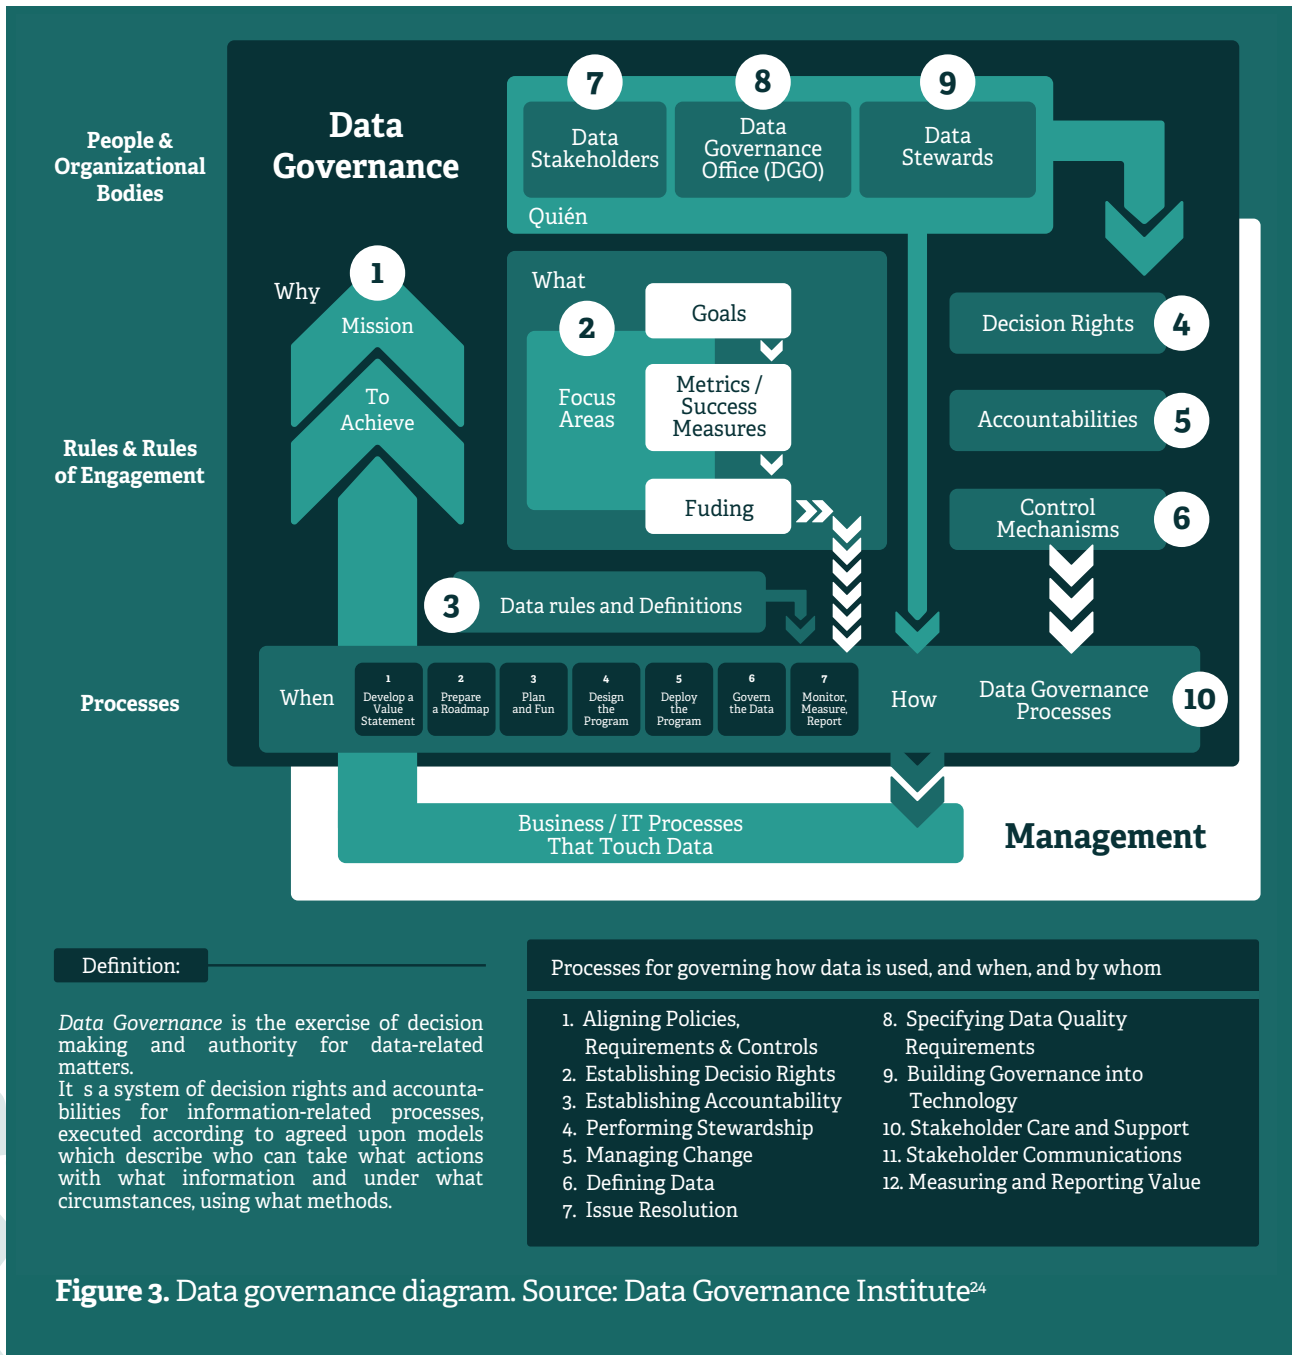 People &
Organizational
Bodies
Data
Governance
7
Data
Stakeholders
8
Data
Governance
Office (DGO)
9
Data
Stewards
Quién
Why
1
Mission
To
Achieve
What
2
Focus
Areas
Goals
Metrics /
Success
Measures
Fuding
Decision Rights
4
Accountabilities
5
Control
Mechanisms
6
Rules & Rules
of Engagement
3
Data rules and Definitions
Processes
When
1
Develop a
Value
Statement
2
Prepare
a Roadmap
3
Plan
and Fun
4
Design
the
Program
5
Deploy
the
Program
6
Govern
the Data
7
Monitor,
Measure,
Report
How
Data Governance
Processes
10
Business / IT Processes
That Touch Data
Management
Definition:
Data Governance is the exercise of decision
making and authority for data-related
matters.
It s a system of decision rights and accounta-
bilities for information-related processes,
executed according to agreed upon models
which describe who can take what actions
with what information and under what
circumstances, using what methods.
Processes for governing how data is used, and when, and by whom
1. Aligning Policies,
Requirements & Controls
2. Establishing Decisio Rights
3. Establishing Accountability
4. Performing Stewardship
5. Managing Change
6. Defining Data
7. Issue Resolution
8. Specifying Data Quality
Requirements
9. Building Governance into
Technology
10. Stakeholder Care and Support
11. Stakeholder Communications
12. Measuring and Reporting Value
Figure 3. Data governance diagram. Source: Data Governance Institute24